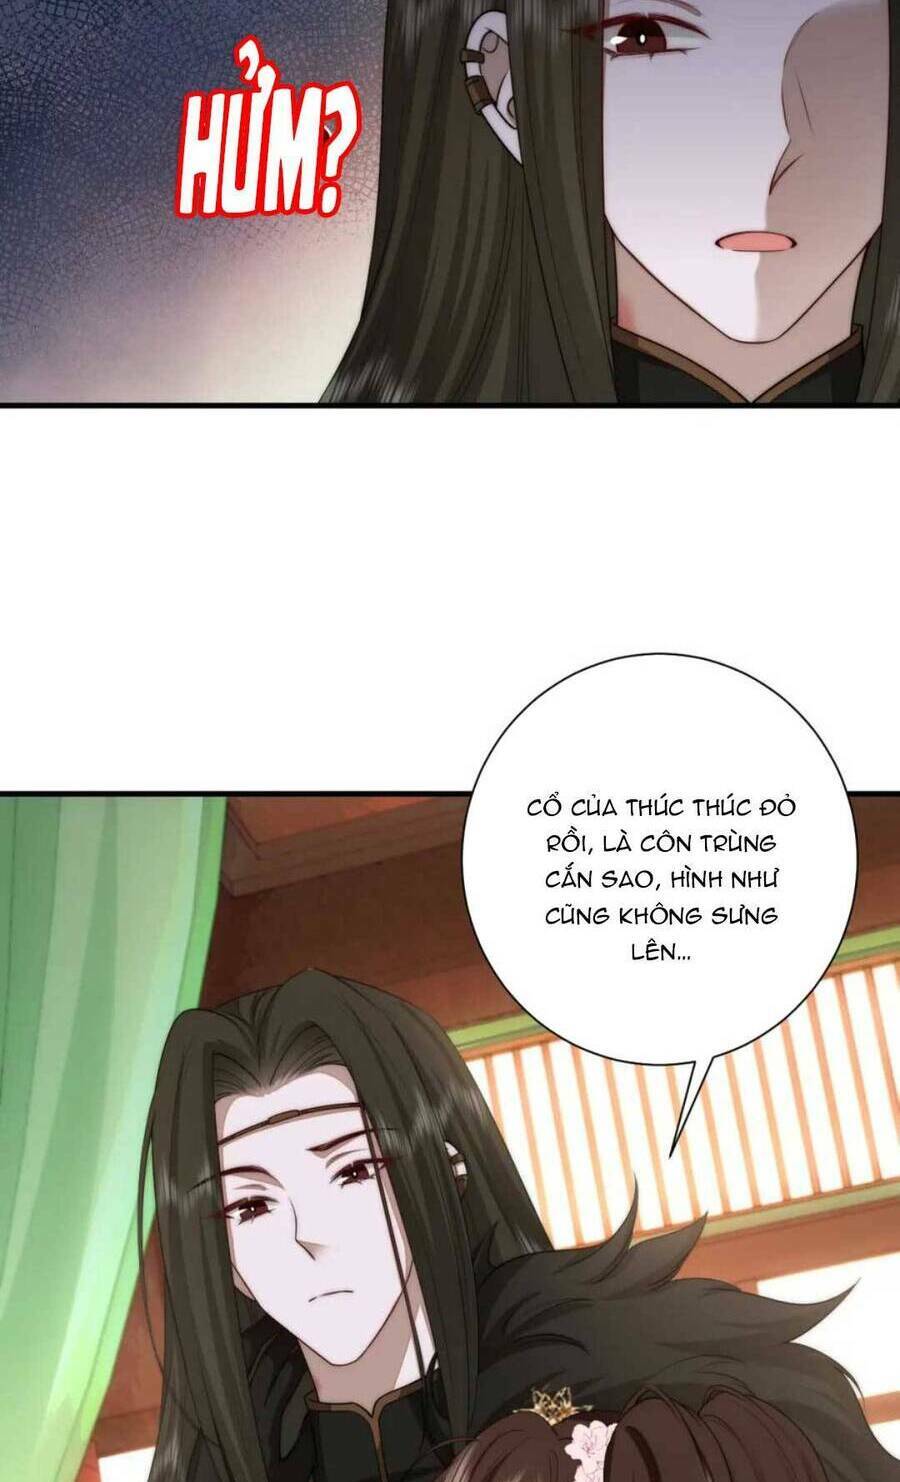 HỬM?
CỔ CỦA THÚC THÚC ĐỎ
RỒI, LÀ CÔN TRÙNG
CẮN SAO, HÌNH NHƯ
CŨNG KHÔNG SƯNG
LÊN...